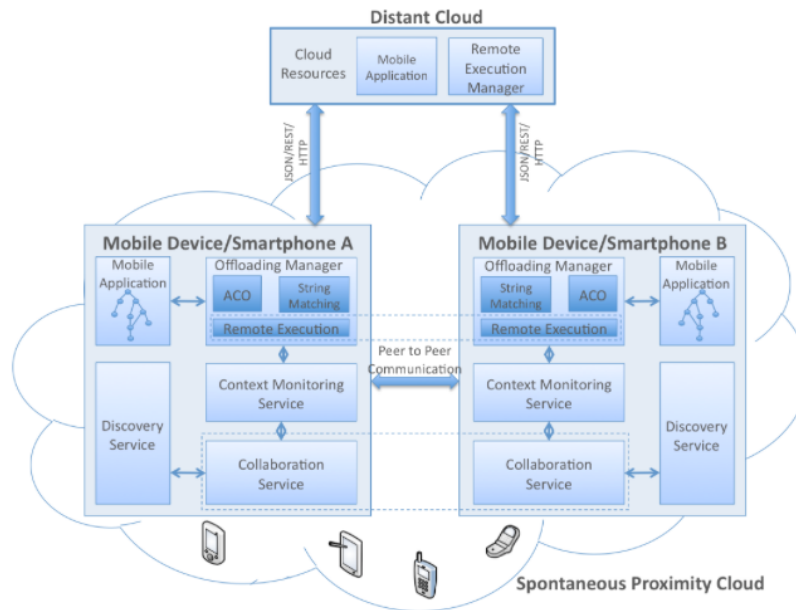 Distant Cloud
Cloud
Resources
Mobile
Application
Remote
Execution
Manager
JSON/REST/
HTTP
JSON/REST/
HTTP
Mobile Device/Smartphone A
Mobile
Application
Offloading Manager
ACO
String
Matching
Remote Execution
Context Monitoring
Service
Discovery
Service
Collaboration
Service
Peer to Peer
Communication
Mobile Device/Smartphone B
Offloading Manager
String
Matching
ACO
Remote Execution
Mobile
Application
Context Monitoring
Service
Collaboration
Service
Discovery
Service
Spontaneous Proximity Cloud